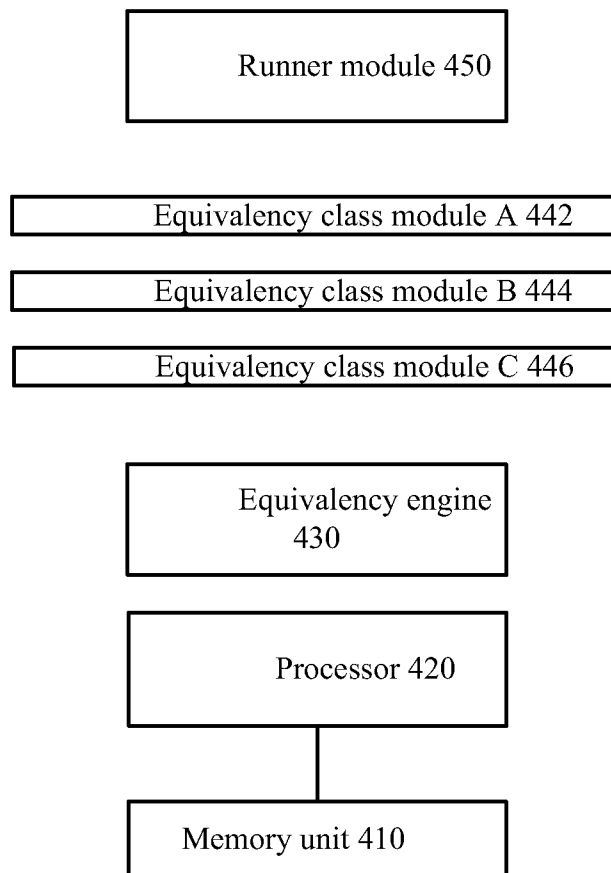 Runner module 450
Equivalency class module A 442
Equivalency class module B 444
Equivalency class module C 446
Equivalency engine
430
Processor 420
Memory unit 410